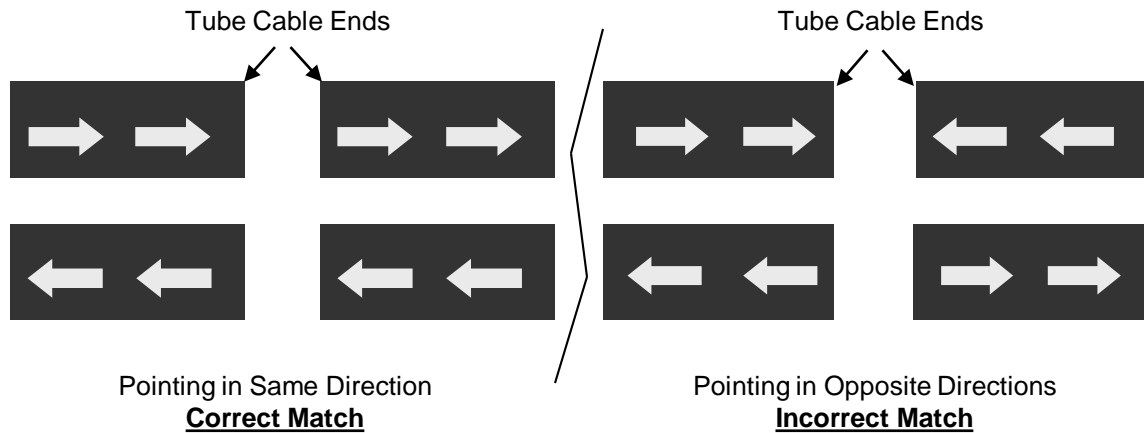 Tube Cable Ends
Tube Cable Ends
Pointing in Same Direction
Correct Match
Pointing in Opposite Directions
Incorrect Match